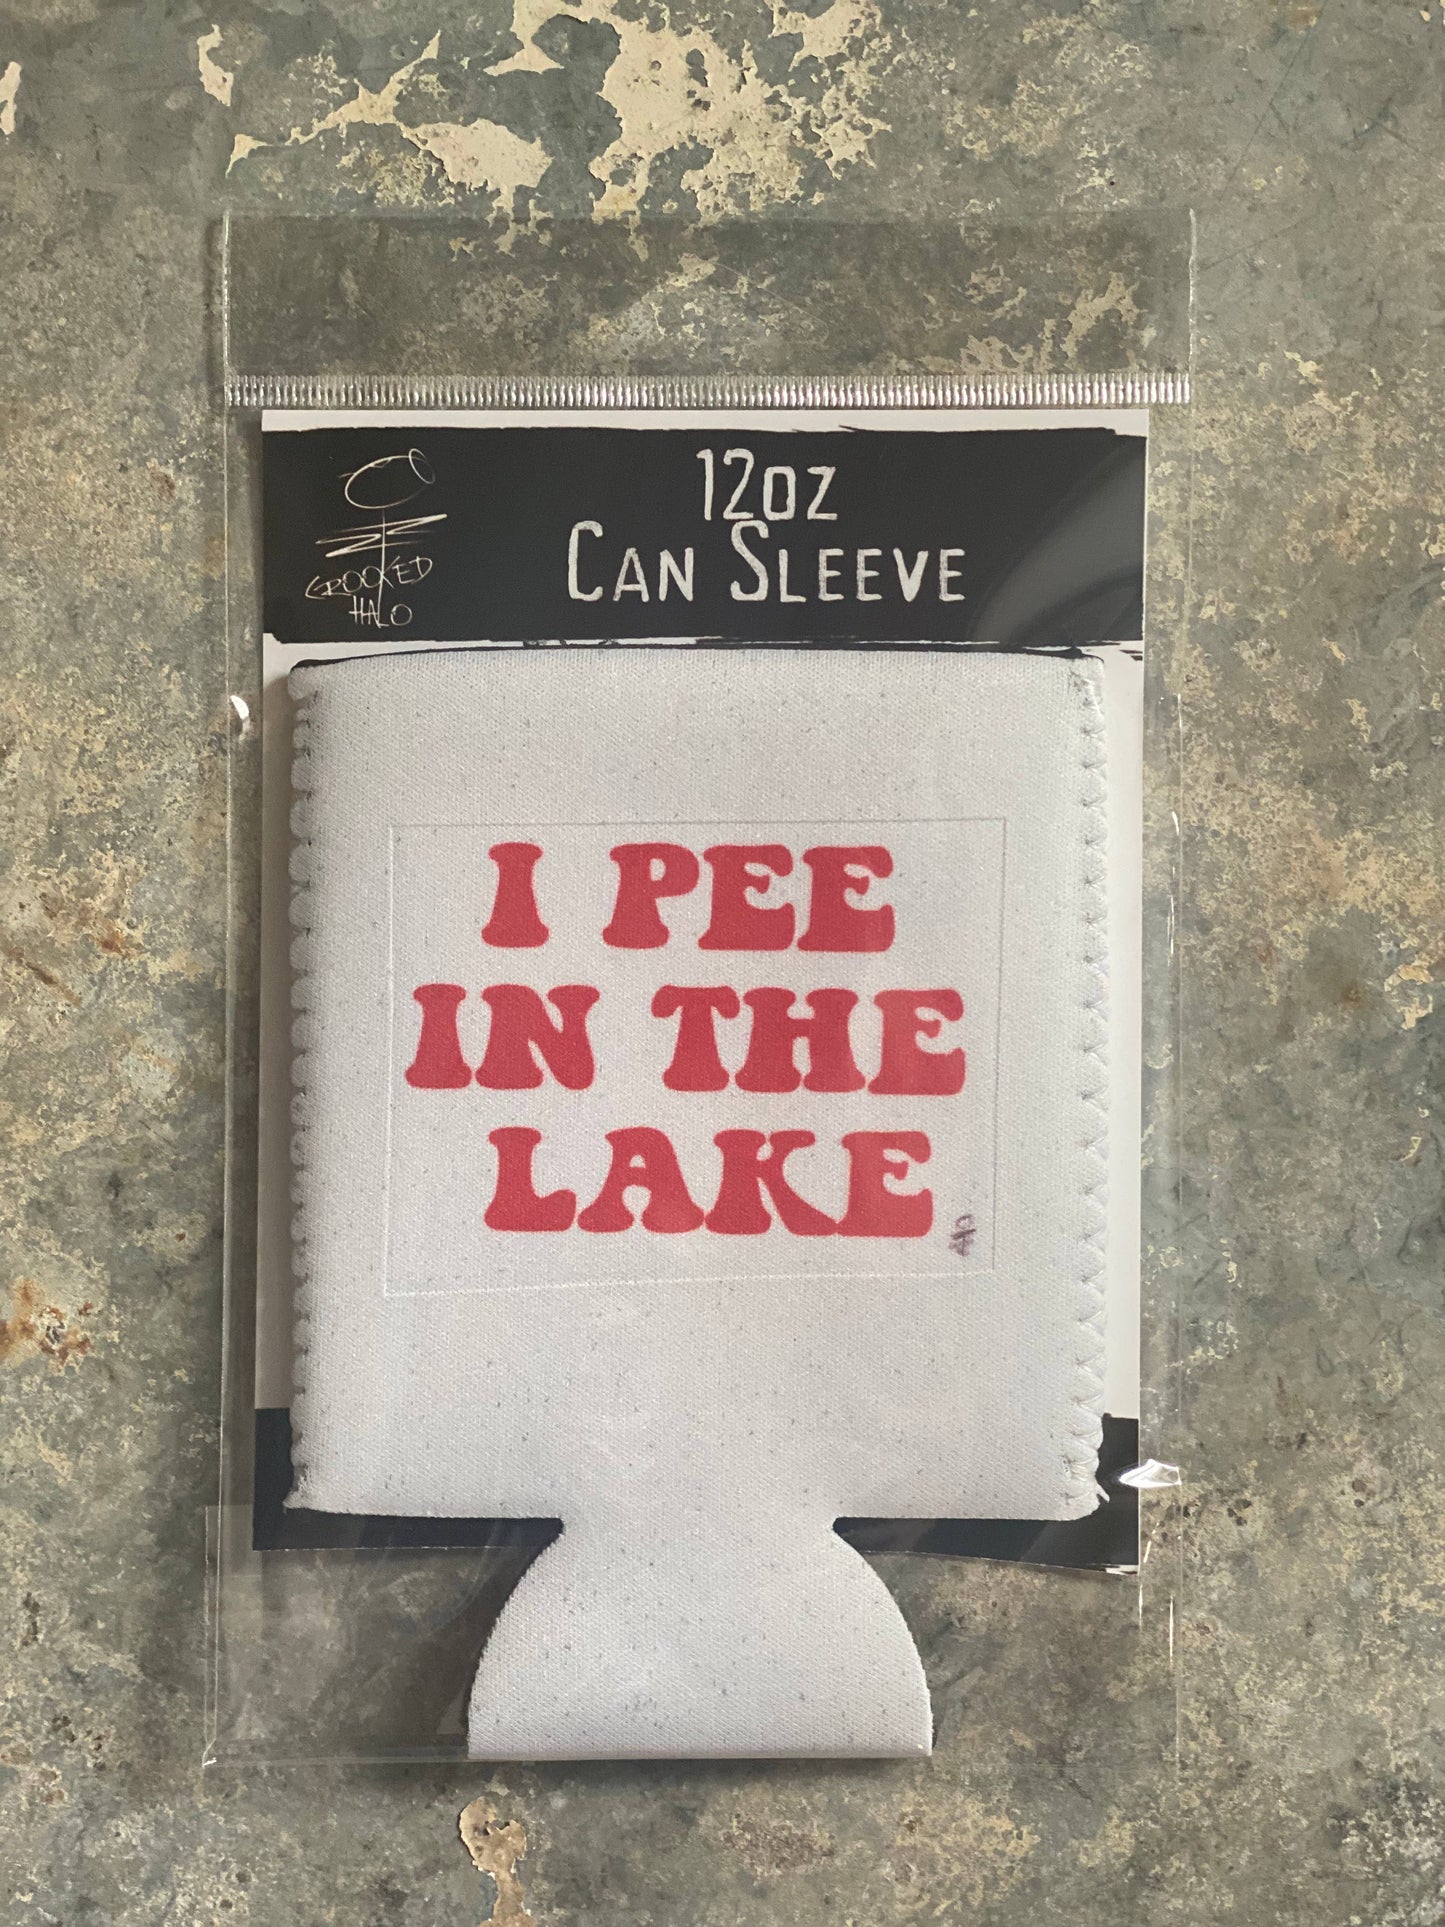 12oz
Can Sleeve
CROOKED
HALO
I PEE
IN THE
LAKE